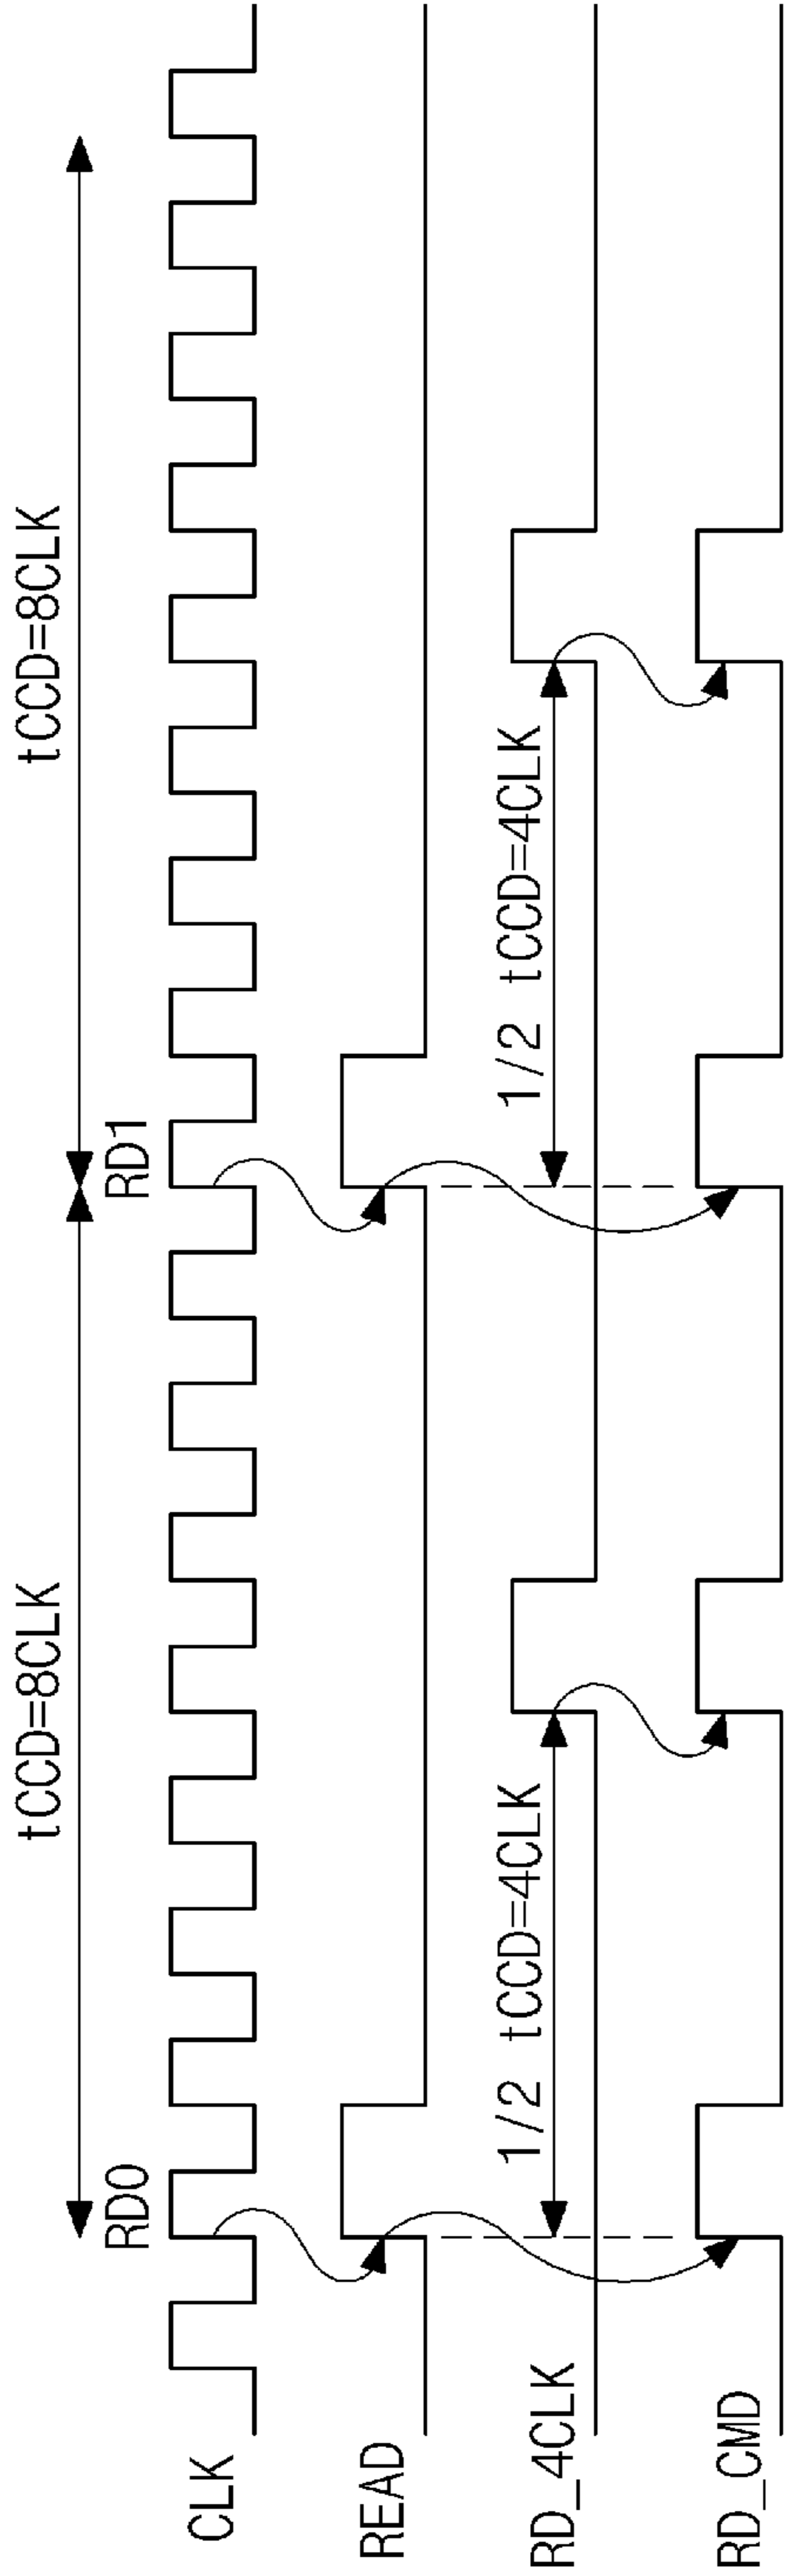 tCCD=8CLK
tCCD=8CLK
RD0
RD1
CLK
READ
1/2 tCCD=4CLK
1/2 tCCD=4CLK
RD_4CLK
RD_CMD